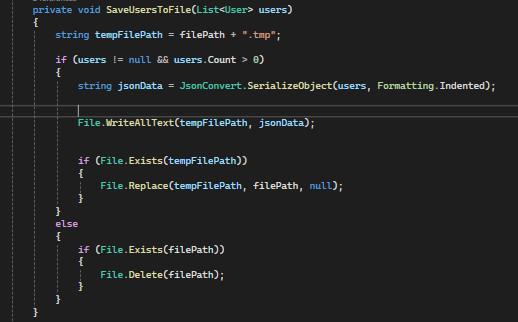 private void SaveUsersToFile(List<User> users)
{
string tempFilePath = filePath + ".tmp";
if (users != null && users.Count > 0)
{
string jsonData = JsonConvert.SerializeObject(users, Formatting.Indented);
File.WriteAllText(tempFilePath, jsonData);
if (File.Exists(tempFilePath))
{
File.Replace(tempFilePath, filePath, null);
}
}
else
{
if (File.Exists(filePath))
{
File.Delete(filePath);
}
}
}